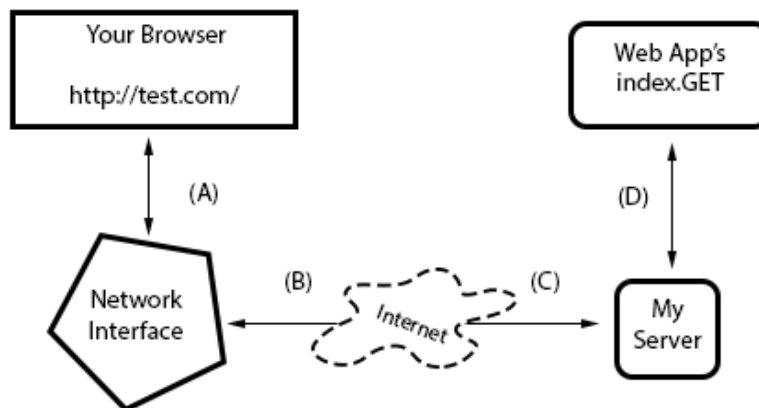 Your Browser
http://test.com/
Web App's
index.GET
(A)
(D)
Network
Interface
(B)
Internet
(C)
My
Server